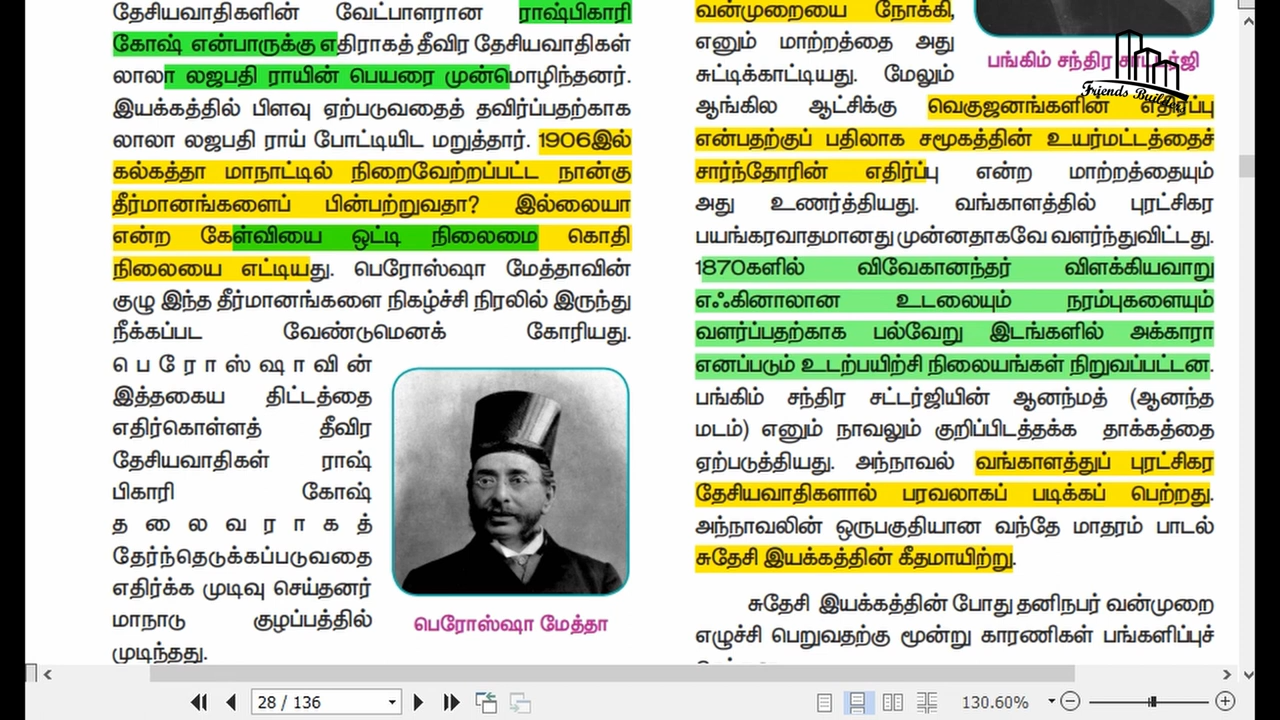 தேசியவாதிகளின் வேட்பாளரான ராஷ்பிகாரி
கோஷ் என்பாருக்கு எதிராகத் தீவிர தேசியவாதிகள்
லாலா லஜபதி ராயின் பெயரை முன்மொழிந்தனர்.
இயக்கத்தில் பிளவு ஏற்படுவதைத் தவிர்ப்பதற்காக
லாலா லஜபதி ராய் போட்டியிட மறுத்தார். 1906இல்
கல்கத்தா மாநாட்டில் நிறைவேற்றப்பட்ட நான்கு
தீர்மானங்களைப் பின்பற்றுவதா? இல்லையா
என்ற கேள்வியை ஒட்டி நிலைமை கொதி
நிலையை எட்டியது. பெரோஸ்ஷா மேத்தாவின்
குழு இந்த தீர்மானங்களை நிகழ்ச்சி நிரலில் இருந்து
நீக்கப்பட வேண்டுமெனக் கோரியது.
பெரோஸ்ஷாவின்
இத்தகைய திட்டத்தை
எதிர்கொள்ளத் தீவிர
தேசியவாதிகள் ராஷ்
பிகாரி கோஷ்
தலைவராகத்
தேர்ந்தெடுக்கப்படுவதை
எதிர்க்க முடிவு செய்தனர்
மாநாடு குழப்பத்தில்
முடிந்தது.
பெரோஸ்ஷா மேத்தா
வன்முறையை நோக்கி,
எனும் மாற்றத்தை அது
சுட்டிக்காட்டியது. மேலும்
பங்கிம் சந்திர சாட்டர்ஜி
Friends Builders
ஆங்கில ஆட்சிக்கு வெகுஜனங்களின் எதிர்ப்பு
என்பதற்குப் பதிலாக சமூகத்தின் உயர்மட்டத்தைச்
சார்ந்தோரின் எதிர்ப்பு என்ற மாற்றத்தையும்
அது உணர்த்தியது. வங்காளத்தில் புரட்சிகர
பயங்கரவாதமானது முன்னதாகவே வளர்ந்துவிட்டது.
1870களில் விவேகானந்தர் விளக்கியவாறு
எஃகினாலான உடலையும் நரம்புகளையும்
வளர்ப்பதற்காக பல்வேறு இடங்களில் அக்காரா
எனப்படும் உடற்பயிற்சி நிலையங்கள் நிறுவப்பட்டன.
பங்கிம் சந்திர சட்டர்ஜியின் ஆனந்மத் (ஆனந்த
மடம்) எனும் நாவலும் குறிப்பிடத்தக்க தாக்கத்தை
ஏற்படுத்தியது. அந்நாவல் வங்காளத்துப் புரட்சிகர
தேசியவாதிகளால் பரவலாகப் படிக்கப் பெற்றது.
அந்நாவலின் ஒருபகுதியான வந்தே மாதரம் பாடல்
சுதேசி இயக்கத்தின் கீதமாயிற்று.
சுதேசி இயக்கத்தின் போது தனிநபர் வன்முறை
எழுச்சி பெறுவதற்கு மூன்று காரணிகள் பங்களிப்புச்
28 / 136
130.60%